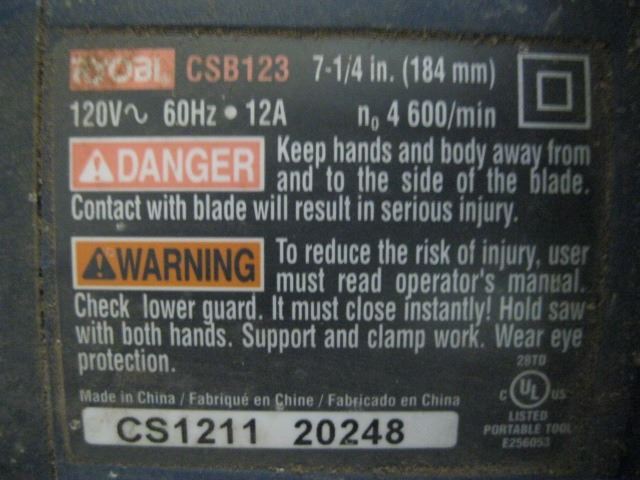 RYOBI CSB123 7-1/4 in. (184 mm)
120V~ 60Hz • 12A n₀ 4 600/min
DANGER Keep hands and body away from
and to the side of the blade.
Contact with blade will result in serious injury.
WARNING To reduce the risk of injury, user
must read operator's manual.
Check lower guard. It must close instantly! Hold saw
with both hands. Support and clamp work. Wear eye
protection.
28TD
Made in China / Fabriqué en Chine / Fabricado en China
C UL US
LISTED
PORTABLE TOOL
E256053
CS1211 20248